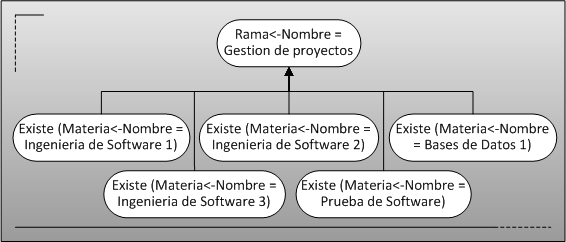 Rama<-Nombre =
Gestion de proyectos
Existe (Materia<-Nombre =
Ingenieria de Software 1)
Existe (Materia<-Nombre =
Ingenieria de Software 2)
Existe (Materia<-Nombre
= Bases de Datos 1)
Existe (Materia<-Nombre =
Ingenieria de Software 3)
Existe (Materia<-Nombre =
Prueba de Software)